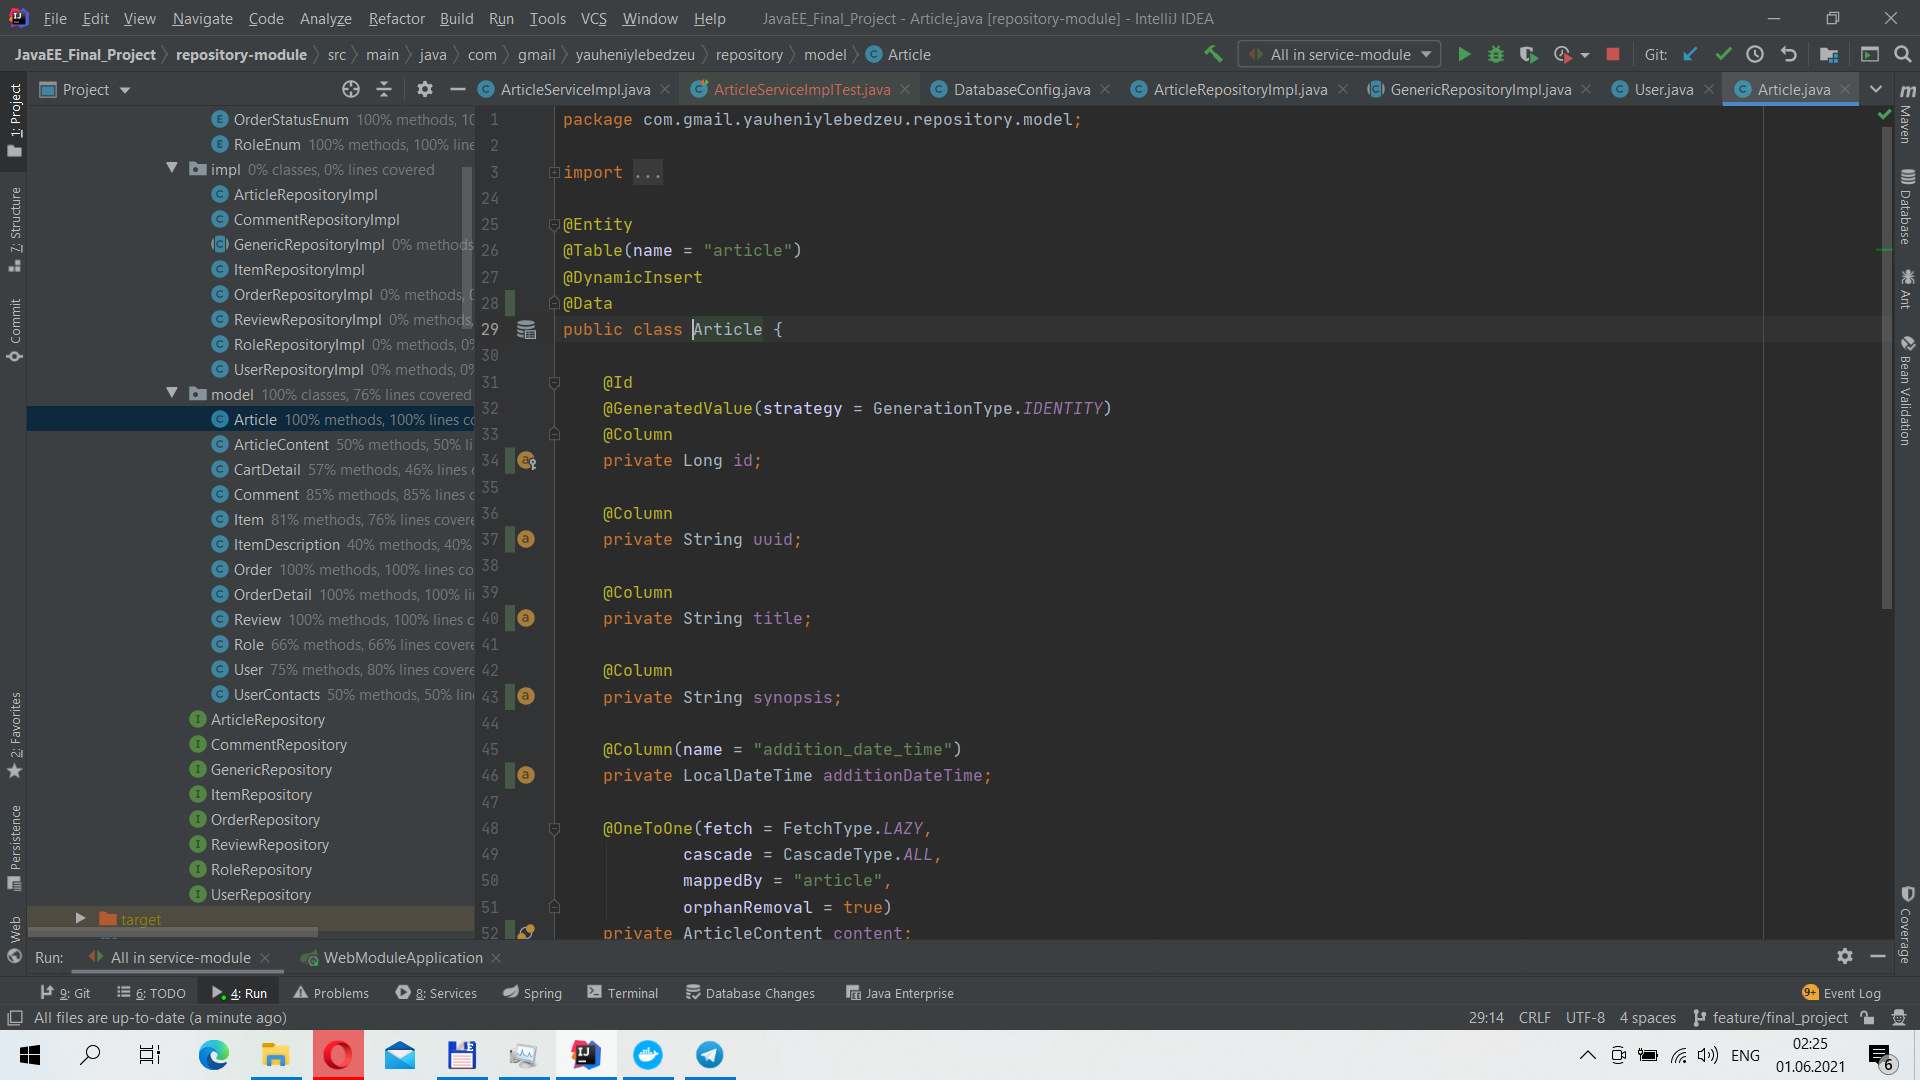 File Edit View Navigate Code Analyze Refactor Build Run Tools VCS Window Help JavaEE_Final_Project - Article.java [repository-module] - IntelliJ IDEA
JavaEE_Final_Project repository-module src main java com gmail yauheniylebedzeu repository model Article All in service-module Git:
Project ArticleServiceImpl.java ArticleServiceImplTest.java DatabaseConfig.java ArticleRepositoryImpl.java GenericRepositoryImpl.java User.java Article.java
1: Project
7: Structure
Commit
2: Favorites
Persistence
Web
OrderStatusEnum 100% methods, 10
RoleEnum 100% methods, 100% line
impl 0% classes, 0% lines covered
ArticleRepositoryImpl
CommentRepositoryImpl
GenericRepositoryImpl 0% methods
ItemRepositoryImpl
OrderRepositoryImpl 0% methods, 0
ReviewRepositoryImpl 0% methods,
RoleRepositoryImpl 0% methods, 0%
UserRepositoryImpl 0% methods, 0%
model 100% classes, 76% lines covered
Article 100% methods, 100% lines co
ArticleContent 50% methods, 50% li
CartDetail 57% methods, 46% lines c
Comment 85% methods, 85% lines c
Item 81% methods, 76% lines covere
ItemDescription 40% methods, 40%
Order 100% methods, 100% lines co
OrderDetail 100% methods, 100% li
Review 100% methods, 100% lines c
Role 66% methods, 66% lines covere
User 75% methods, 80% lines covere
UserContacts 50% methods, 50% lin
ArticleRepository
CommentRepository
GenericRepository
ItemRepository
OrderRepository
ReviewRepository
RoleRepository
UserRepository
target
1 package com.gmail.yauheniylebedzeu.repository.model;
2
3 import ...
24
25 @Entity
26 @Table(name = "article")
27 @DynamicInsert
28 @Data
29 public class Article {
30
31 @Id
32 @GeneratedValue(strategy = GenerationType.IDENTITY)
33 @Column
34 private Long id;
35
36 @Column
37 private String uuid;
38
39 @Column
40 private String title;
41
42 @Column
43 private String synopsis;
44
45 @Column(name = "addition_date_time")
46 private LocalDateTime additionDateTime;
47
48 @OneToOne(fetch = FetchType.LAZY,
49 cascade = CascadeType.ALL,
50 mappedBy = "article",
51 orphanRemoval = true)
52 private ArticleContent content;
Maven
Database
Ant
Bean Validation
Coverage
Run: All in service-module WebModuleApplication
9: Git 6: TODO 4: Run Problems 8: Services Spring Terminal Database Changes Java Enterprise 9+ Event Log
All files are up-to-date (a minute ago) 29:14 CRLF UTF-8 4 spaces feature/final_project
ENG 02:25
01.06.2021
6